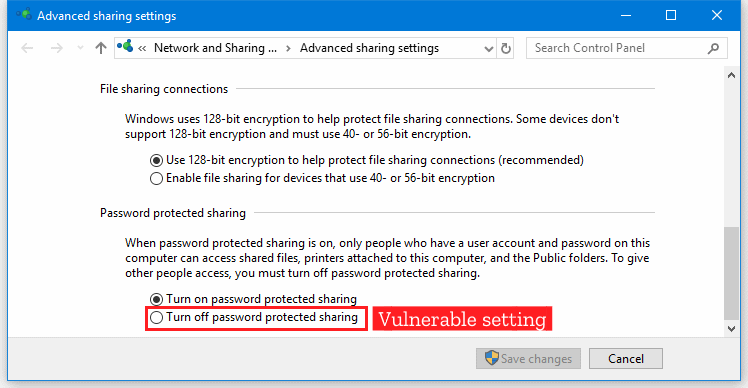 Advanced sharing settings
« Network and Sharing ... > Advanced sharing settings
Search Control Panel
File sharing connections
Windows uses 128-bit encryption to help protect file sharing connections. Some devices don't
support 128-bit encryption and must use 40- or 56-bit encryption.
Use 128-bit encryption to help protect file sharing connections (recommended)
Enable file sharing for devices that use 40- or 56-bit encryption
Password protected sharing
When password protected sharing is on, only people who have a user account and password on this
computer can access shared files, printers attached to this computer, and the Public folders. To give
other people access, you must turn off password protected sharing.
Turn on password protected sharing
Turn off password protected sharing
Vulnerable setting
Save changes
Cancel